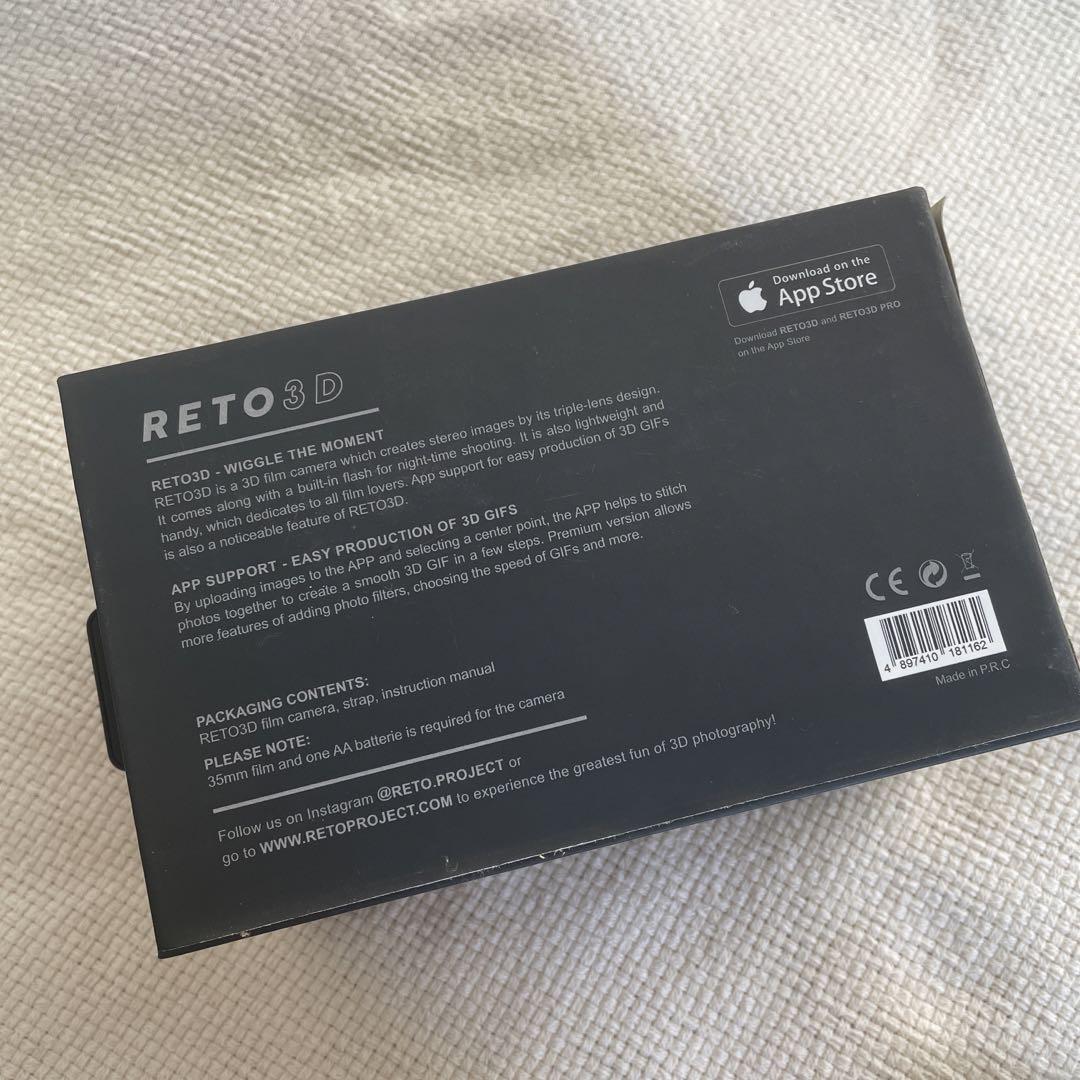 Download on the
App Store
Download RETO3D and RETO3D PRO
on the App Store
RETO3D
RETO3D - WIGGLE THE MOMENT
RETO3D is a 3D film camera which creates stereo images by its triple-lens design.
It comes along with a built-in flash for night-time shooting. It is also lightweight and
handy, which dedicates to all film lovers. App support for easy production of 3D GIFs
is also a noticeable feature of RETO3D.
APP SUPPORT - EASY PRODUCTION OF 3D GIFS
By uploading images to the APP and selecting a center point, the APP helps to stitch
photos together to create a smooth 3D GIF in a few steps. Premium version allows
more features of adding photo filters, choosing the speed of GIFs and more.
PACKAGING CONTENTS:
RETO3D film camera, strap, instruction manual
PLEASE NOTE:
35mm film and one AA batterie is required for the camera
Follow us on Instagram @RETO.PROJECT or
go to WWW.RETOPROJECT.COM to experience the greatest fun of 3D photography!
CE
4 897410 181162
Made in P.R.C